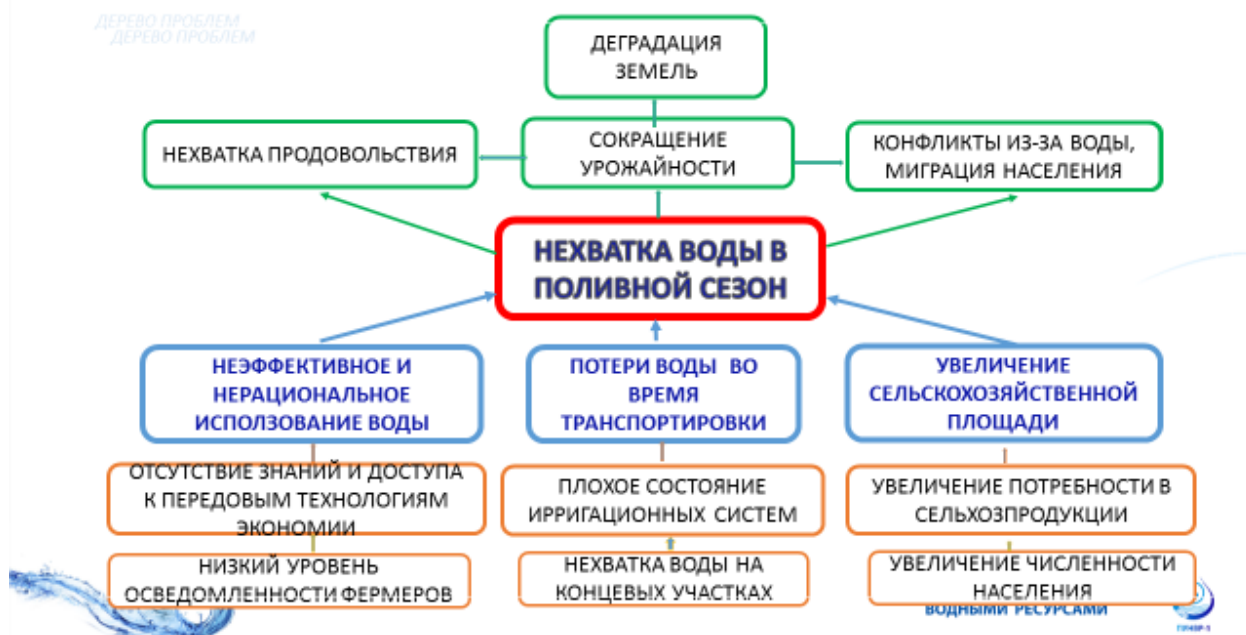 ДЕРЕВО ПРОБЛЕМ
ДЕРЕВО ПРОБЛЕМ
ДЕГРАДАЦИЯ
ЗЕМЕЛЬ
НЕХВАТКА ПРОДОВОЛЬСТВИЯ
СОКРАЩЕНИЕ
УРОЖАЙНОСТИ
КОНФЛИКТЫ ИЗ-ЗА ВОДЫ,
МИГРАЦИЯ НАСЕЛЕНИЯ
НЕХВАТКА ВОДЫ В
ПОЛИВНОЙ СЕЗОН
НЕЭФФЕКТИВНОЕ И
НЕРАЦИОНАЛЬНОЕ
ИСПОЛЗОВАНИЕ ВОДЫ
ПОТЕРИ ВОДЫ ВО
ВРЕМЯ
ТРАНСПОРТИРОВКИ
УВЕЛИЧЕНИЕ
СЕЛЬСКОХОЗЯЙСТВЕННОЙ
ПЛОЩАДИ
ОТСУТСТВИЕ ЗНАНИЙ И ДОСТУПА
К ПЕРЕДОВЫМ ТЕХНОЛОГИЯМ
ЭКОНОМИИ
ПЛОХОЕ СОСТОЯНИЕ
ИРРИГАЦИОННЫХ СИСТЕМ
УВЕЛИЧЕНИЕ ПОТРЕБНОСТИ В
СЕЛЬХОЗПРОДУКЦИИ
НИЗКИЙ УРОВЕНЬ
ОСВЕДОМЛЕННОСТИ ФЕРМЕРОВ
НЕХВАТКА ВОДЫ НА
КОНЦЕВЫХ УЧАСТКАХ
УВЕЛИЧЕНИЕ ЧИСЛЕННОСТИ
НАСЕЛЕНИЯ
ВОДНЫМИ РЕСУРСАМИ